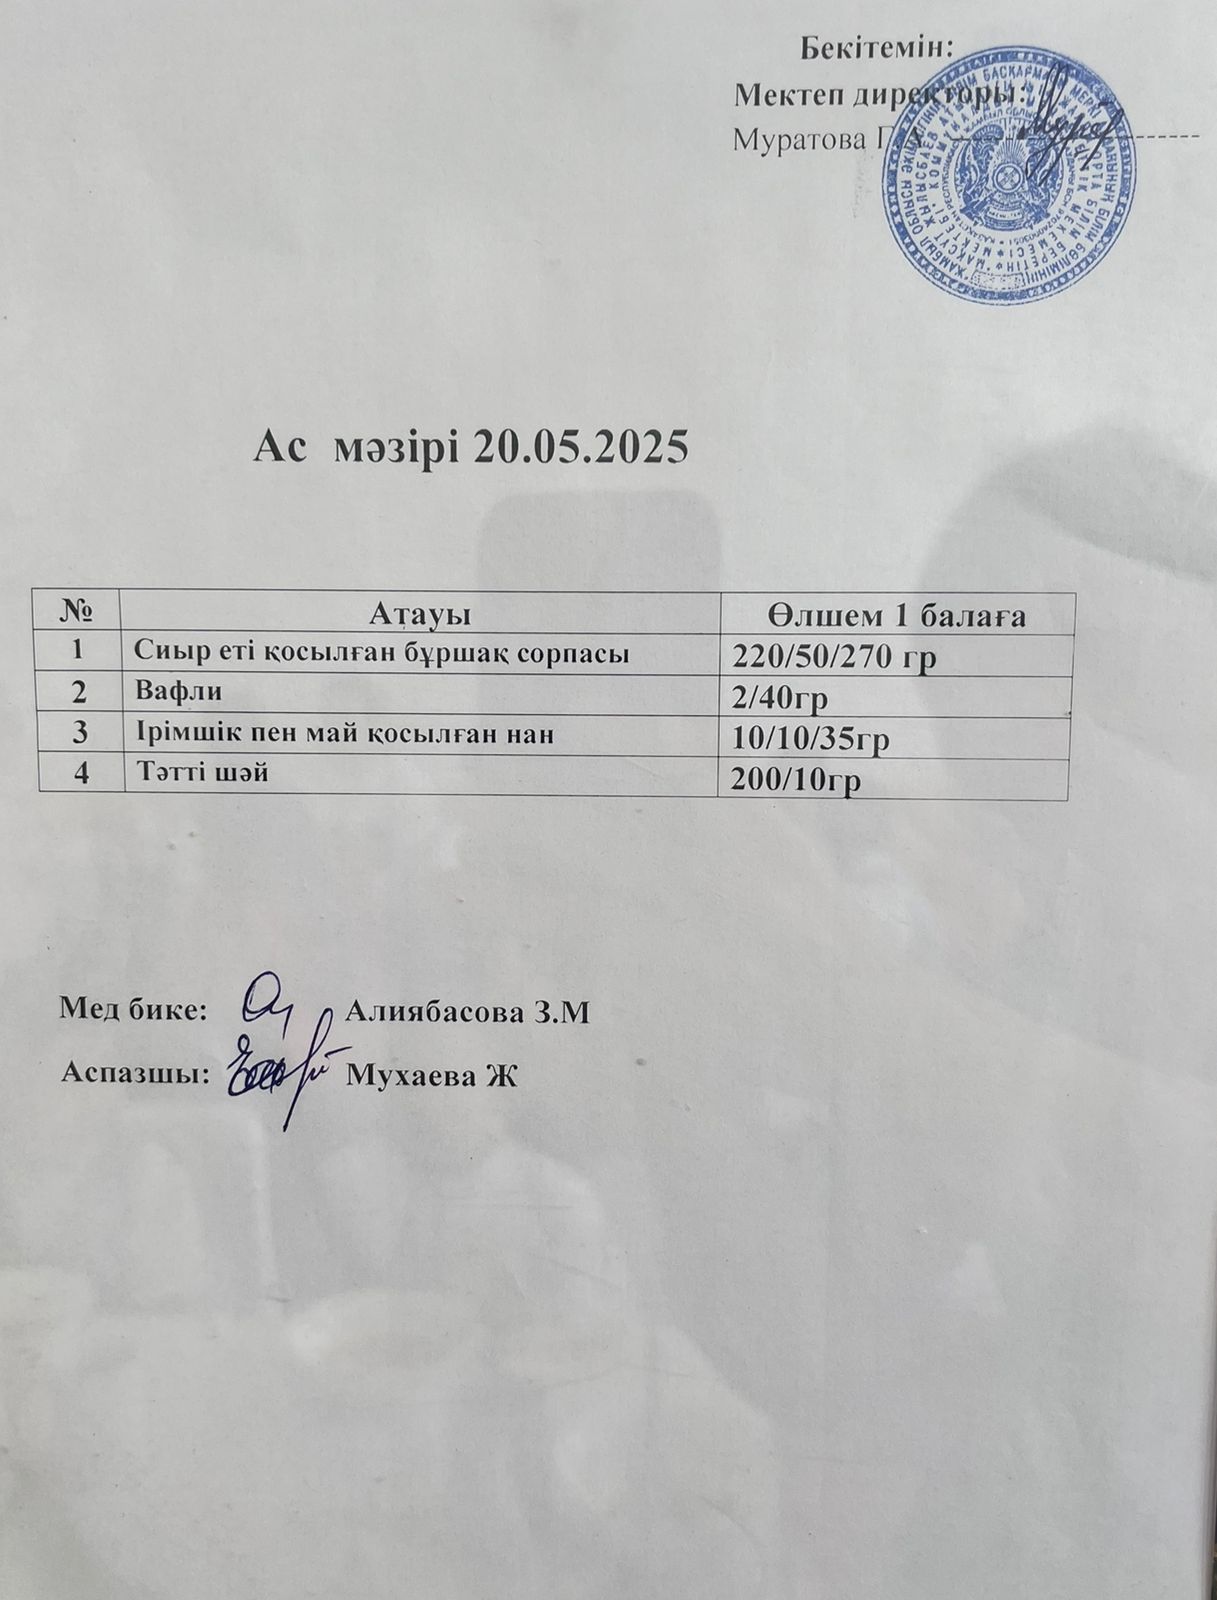 Бекітемін:
Мектеп директоры:
Муратова Г
Ас мәзірі 20.05.2025
№ Атауы Өлшем 1 балаға
1 Сиыр еті қосылған бұршақ сорпасы 220/50/270 гр
2 Вафли 2/40гр
3 Ірімшік пен май қосылған нан 10/10/35гр
4 Тәтті шәй 200/10гр
Мед бике: Алиябасова З.М
Аспазшы: Мухаева Ж